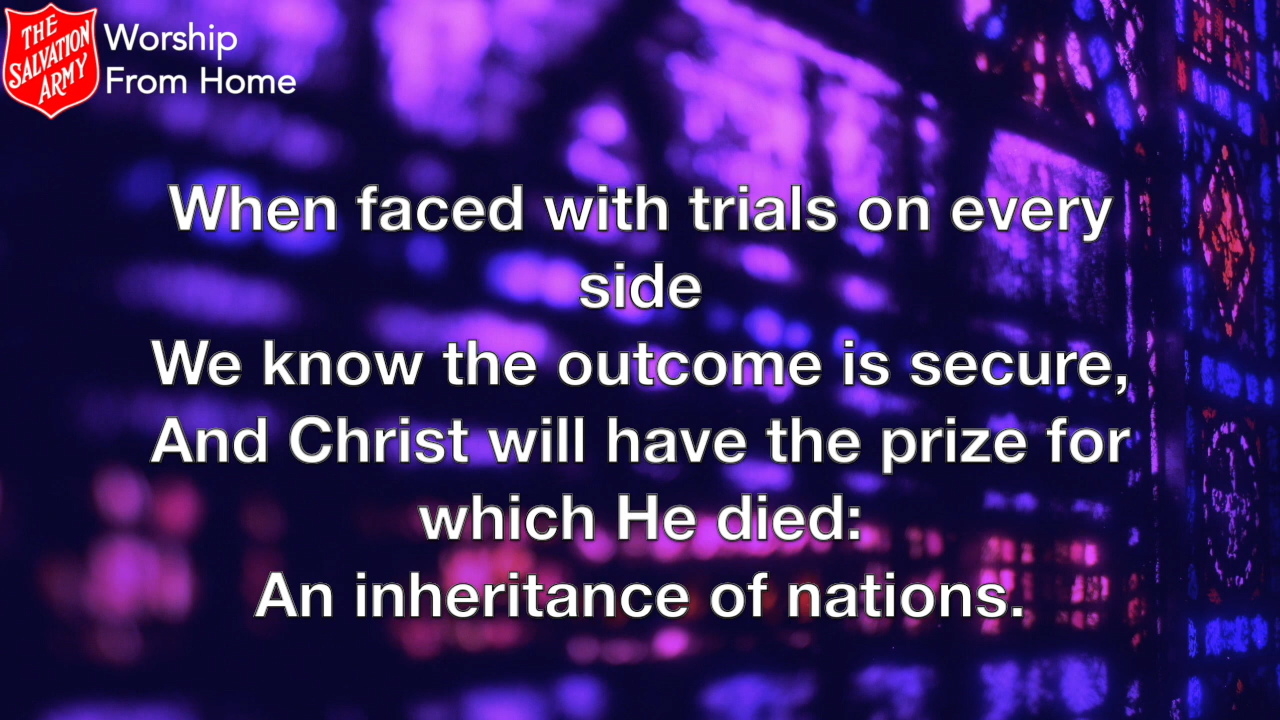 THE
SALVATION
ARMY
Worship
From Home
When faced with trials on every
side
We know the outcome is secure,
And Christ will have the prize for
which He died:
An inheritance of nations.